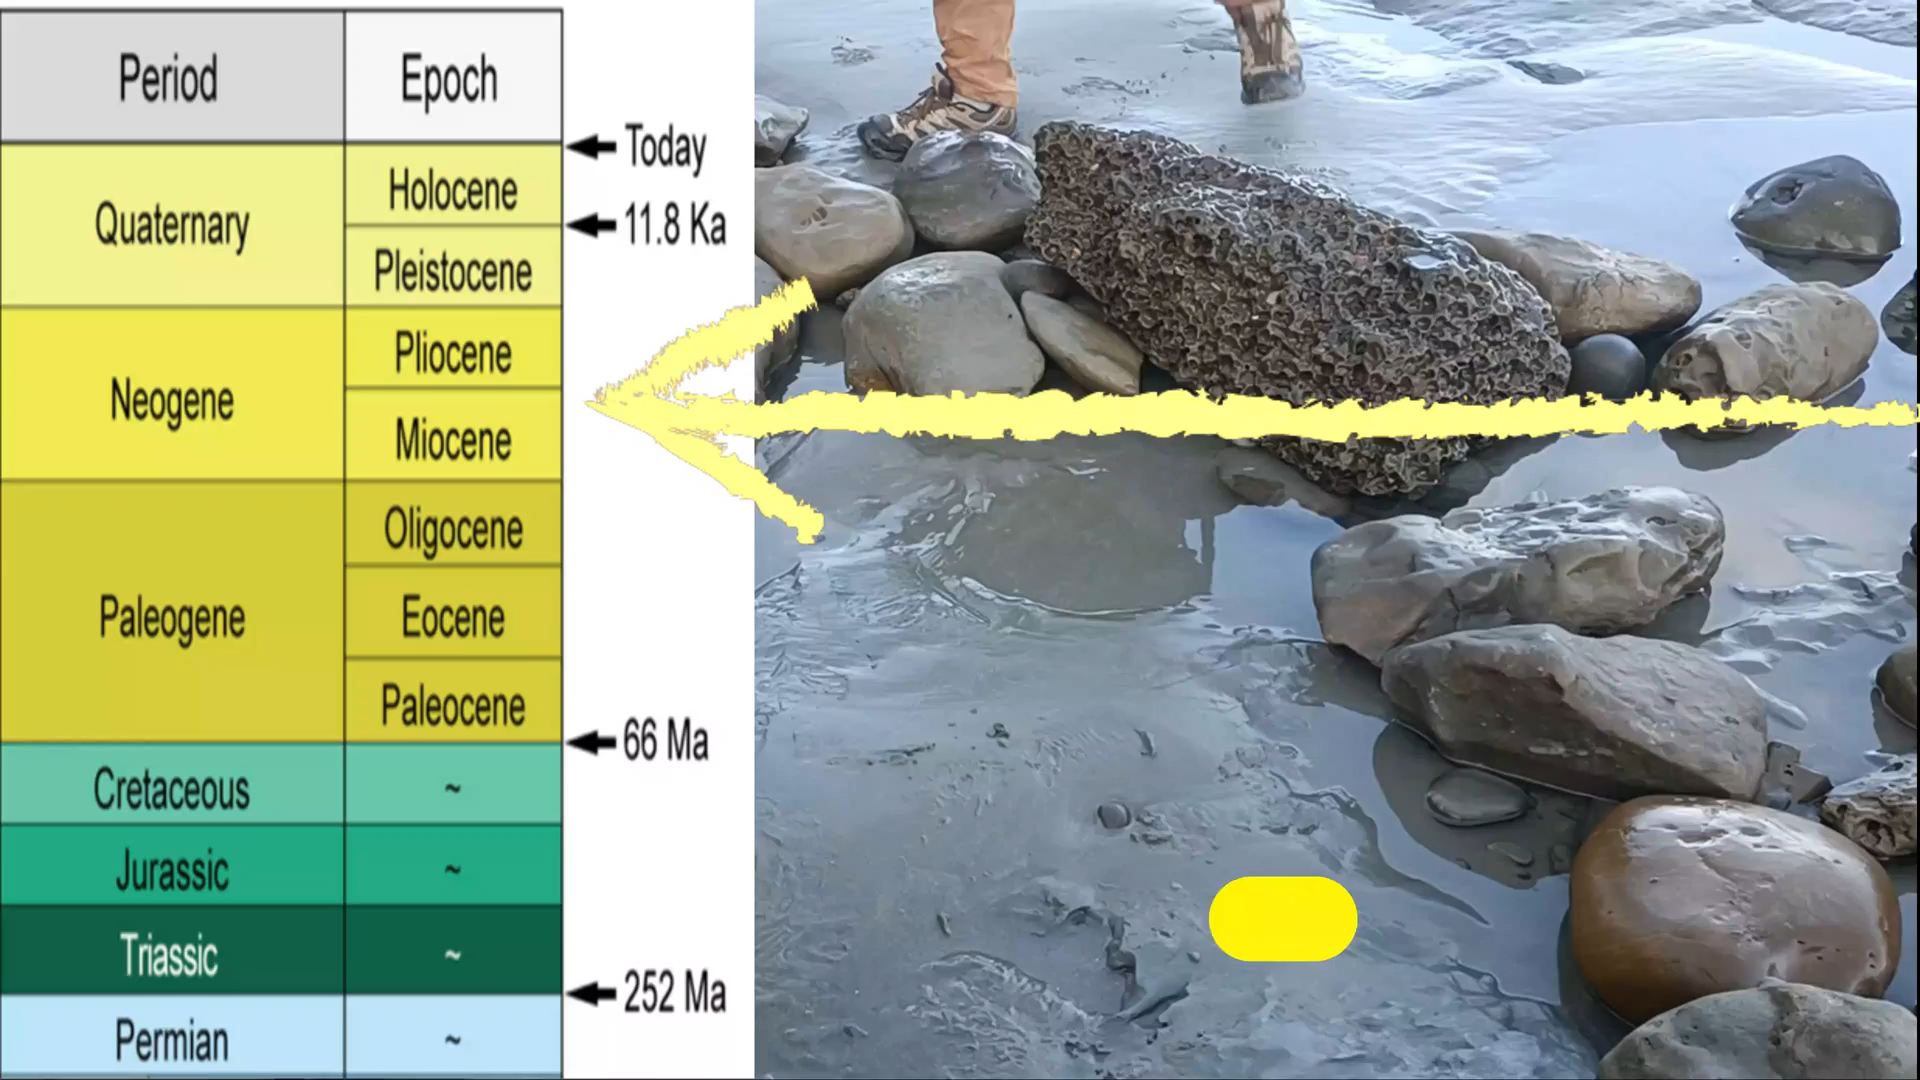 Period Epoch
Today
Quaternary Holocene
11.8 Ka
Pleistocene
Neogene Pliocene
Miocene
Paleogene Oligocene
Eocene
Paleocene
66 Ma
Cretaceous ~
Jurassic ~
Triassic ~
252 Ma
Permian ~